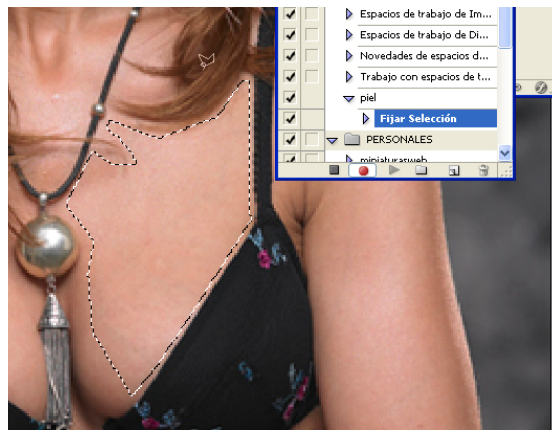 Espacios de trabajo de Im...
Espacios de trabajo de Di...
Novedades de espacios d...
Trabajo con espacios de t...
piel
Fijar Selección
PERSONALES
miniaturasweb